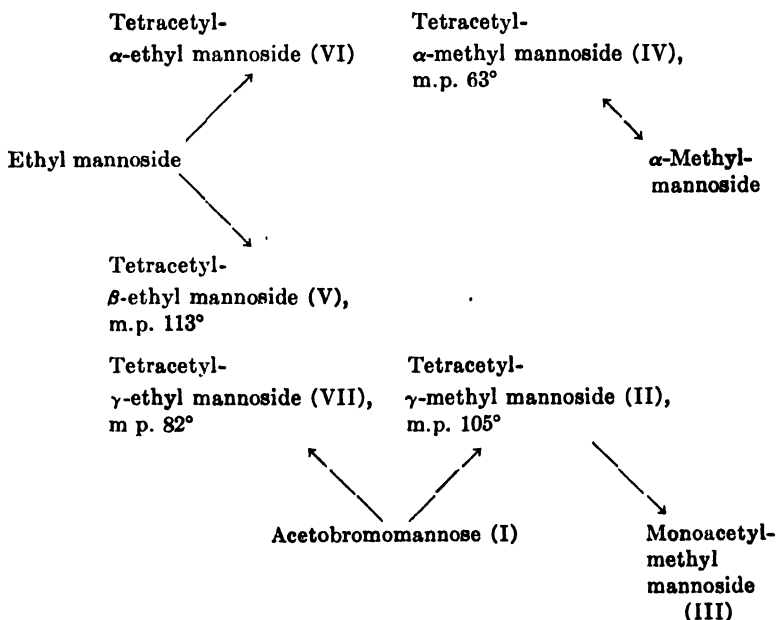 Tetracetyl-
α-ethyl mannoside (VI)
Tetracetyl-
α-methyl mannoside (IV),
m.p. 63°
Ethyl mannoside
α-Methyl-
mannoside
Tetracetyl-
β-ethyl mannoside (V),
m.p. 113°
Tetracetyl-
γ-ethyl mannoside (VII),
m p. 82°
Tetracetyl-
γ-methyl mannoside (II),
m.p. 105°
Acetobromomannose (I)
Monoacetyl-
methyl
mannoside
(III)